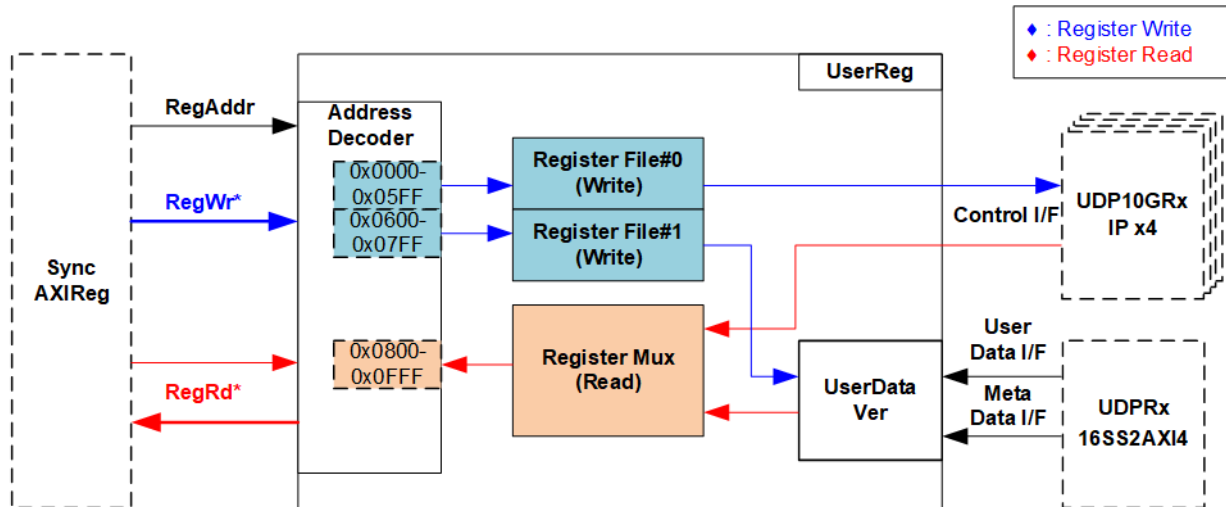 ♦ : Register Write
♦ : Register Read
UserReg
RegAddr
Address
Decoder
0x0000-
0x05FF
0x0600-
0x07FF
Register File#0
(Write)
Register File#1
(Write)
RegWr*
Control I/F
UDP10GRx
IP x4
Sync
AXIReg
0x0800-
0x0FFF
RegRd*
Register Mux
(Read)
UserData
Ver
User
Data I/F
Meta
Data I/F
UDPRx
16SS2AXI4